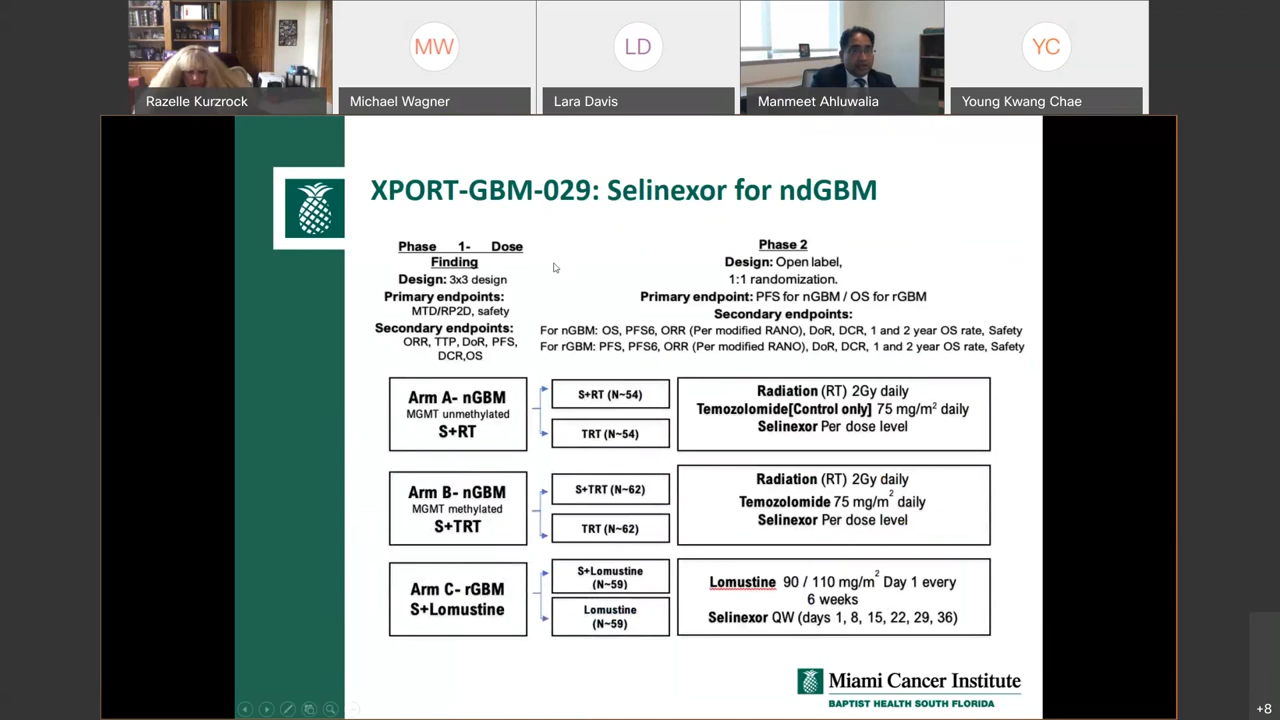 Razelle Kurzrock
MW
Michael Wagner
LD
Lara Davis
Manmeet Ahluwalia
YC
Young Kwang Chae
XPORT-GBM-029: Selinexor for ndGBM
Phase 1- Dose
Finding
Design: 3x3 design
Primary endpoints:
MTD/RP2D, safety
Secondary endpoints:
ORR, TTP, DoR, PFS,
DCR,OS
Phase 2
Design: Open label,
1:1 randomization.
Primary endpoint: PFS for nGBM / OS for rGBM
Secondary endpoints:
For nGBM: OS, PFS6, ORR (Per modified RANO), DoR, DCR, 1 and 2 year OS rate, Safety
For rGBM: PFS, PFS6, ORR (Per modified RANO), DoR, DCR, 1 and 2 year OS rate, Safety
Arm A- nGBM
MGMT unmethylated
S+RT
S+RT (N~54)
TRT (N~54)
Radiation (RT) 2Gy daily
Temozolomide[Control only] 75 mg/m² daily
Selinexor Per dose level
Arm B- nGBM
MGMT methylated
S+TRT
S+TRT (N~62)
TRT (N~62)
Radiation (RT) 2Gy daily
Temozolomide 75 mg/m² daily
Selinexor Per dose level
Arm C- rGBM
S+Lomustine
S+Lomustine
(N~59)
Lomustine
(N~59)
Lomustine 90 / 110 mg/m² Day 1 every
6 weeks
Selinexor QW (days 1, 8, 15, 22, 29, 36)
Miami Cancer Institute
BAPTIST HEALTH SOUTH FLORIDA
+8